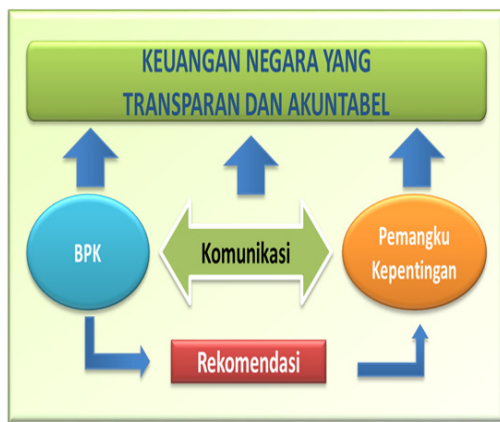 KEUANGAN NEGARA YANG
TRANSPARAN DAN AKUNTABEL
BPK
Komunikasi
Pemangku
Kepentingan
Rekomendasi